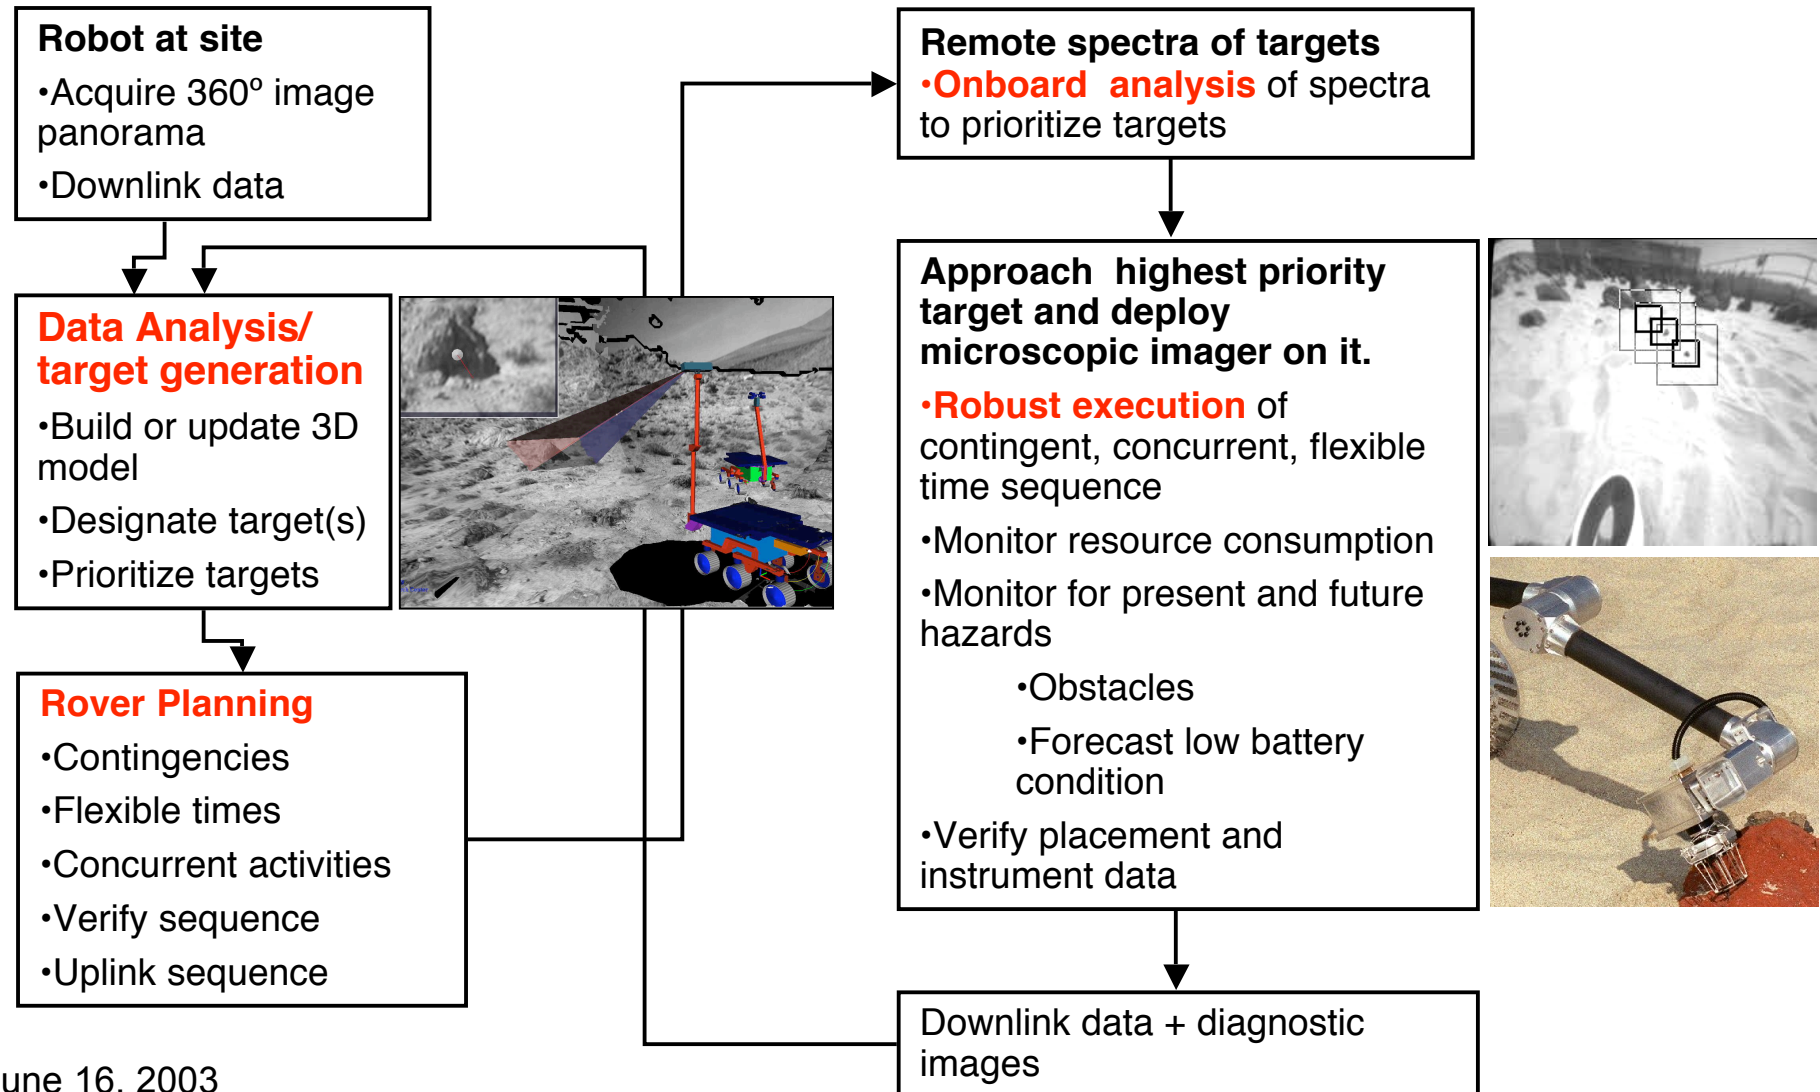 Robot at site
•Acquire 360º image
panorama
•Downlink data
Data Analysis/
target generation
•Build or update 3D
model
•Designate target(s)
•Prioritize targets
Rover Planning
•Contingencies
•Flexible times
•Concurrent activities
•Verify sequence
•Uplink sequence
Remote spectra of targets
•Onboard analysis of spectra
to prioritize targets
Approach highest priority
target and deploy
microscopic imager on it.
•Robust execution of
contingent, concurrent, flexible
time sequence
•Monitor resource consumption
•Monitor for present and future
hazards
•Obstacles
•Forecast low battery
condition
•Verify placement and
instrument data
Downlink data + diagnostic
images
une 16, 2003